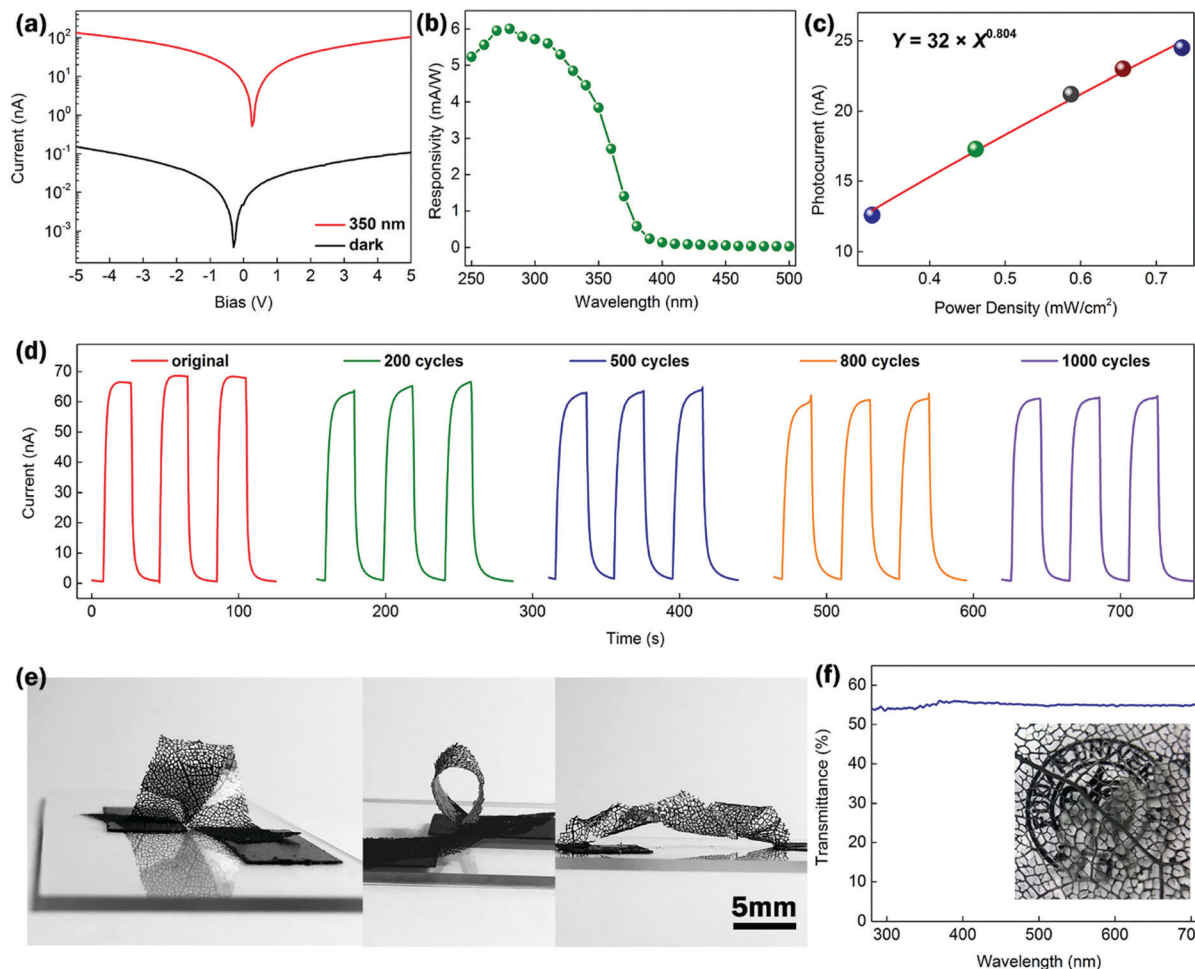 (a)
Current (nA)
10²
10¹
10⁰
10⁻¹
10⁻²
10⁻³
350 nm
dark
-5 -4 -3 -2 -1 0 1 2 3 4 5
Bias (V)
(b)
Responsivity (mA/W)
6
5
4
3
2
1
0
250 300 350 400 450 500
Wavelength (nm)
(c)
Y = 32 × X^0.804
Photocurrent (nA)
25
20
15
10
0.4 0.5 0.6 0.7
Power Density (mW/cm²)
(d)
original 200 cycles 500 cycles 800 cycles 1000 cycles
Current (nA)
70
60
50
40
30
20
10
0
0 100 200 300 400 500 600 700
Time (s)
(e)
5mm
(f)
Transmittance (%)
60
50
40
30
20
10
0
300 400 500 600 700
Wavelength (nm)